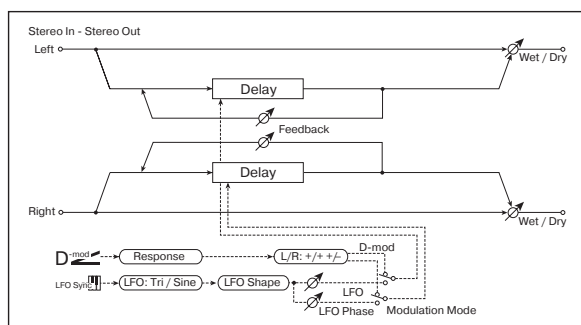 Stereo In - Stereo Out
Left
Wet / Dry
Delay
Feedback
Delay
Right
Wet / Dry
D-mod
D-mod
Response
L/R: +/+ +/–
LFO Sync
LFO: Tri / Sine
LFO Shape
LFO
LFO Phase
Modulation Mode